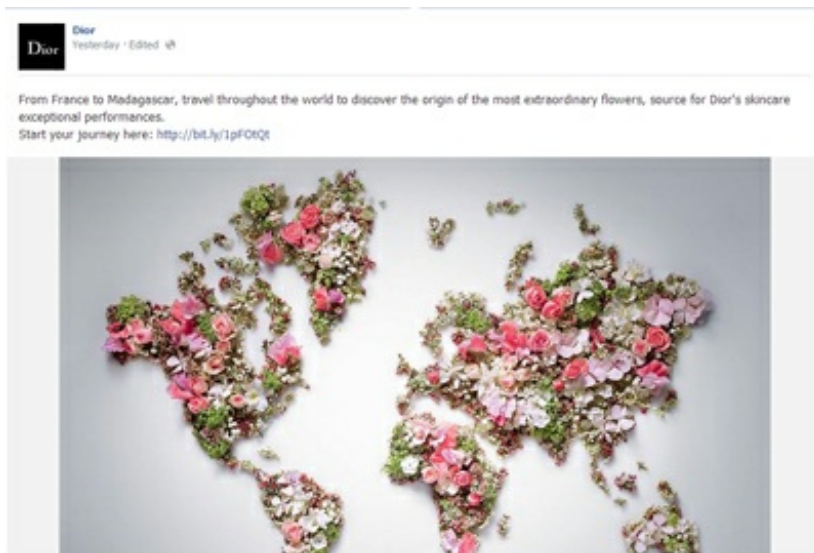 Dior
Dior
Yesterday · Edited
From France to Madagascar, travel throughout the world to discover the origin of the most extraordinary flowers, source for Dior's skincare
exceptional performances.
Start your journey here: http://bit.ly/1pFOtQt